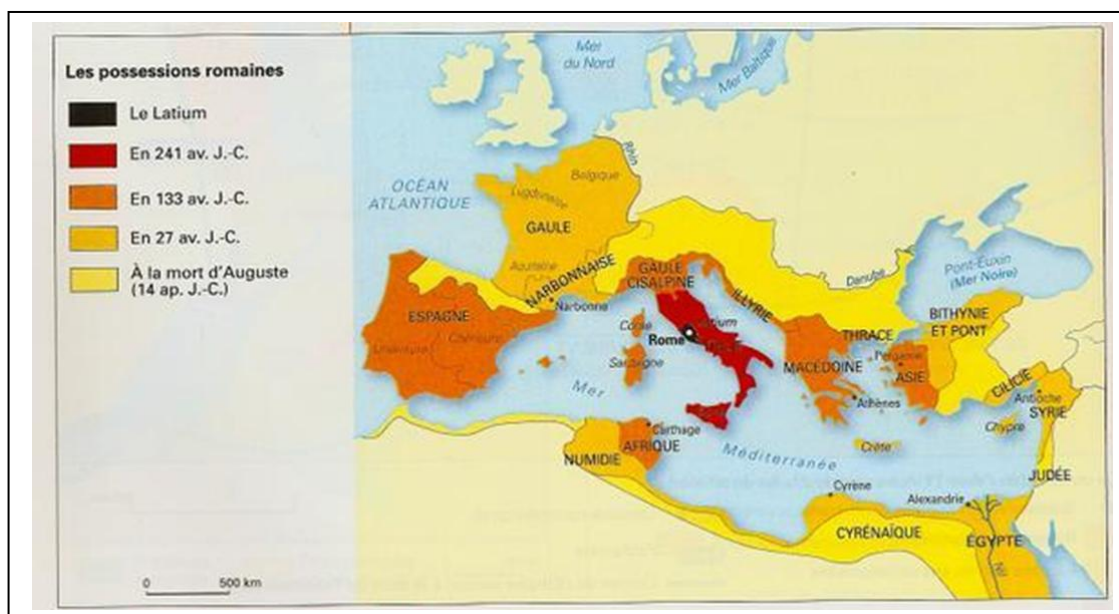 Les possessions romaines
Le Latium
En 241 av. J.-C.
En 133 av. J.-C.
En 27 av. J.-C.
À la mort d'Auguste
(14 ap. J.-C.)
0
500 km
Mer
du Nord
Mer Baltique
OCÉAN
ATLANTIQUE
Rhin
Belgique
Lugdunaise
GAULE
Aquitaine
NARBONNAISE
Narbonne
GAULE
CISALPINE
ILLYRIE
Danube
Pont-Euxin
(Mer Noire)
BITHYNIE
ET PONT
THRACE
MACÉDOINE
Pergame
ASIE
Athènes
CILICIE
Antioche
SYRIE
Chypre
Crète
JUDÉE
ESPAGNE
Corse
Sardaigne
Rome
Latium
Mer
Méditerranée
Carthage
AFRIQUE
NUMIDIE
Cyrène
CYRÉNAÏQUE
Alexandrie
ÉGYPTE
Nil